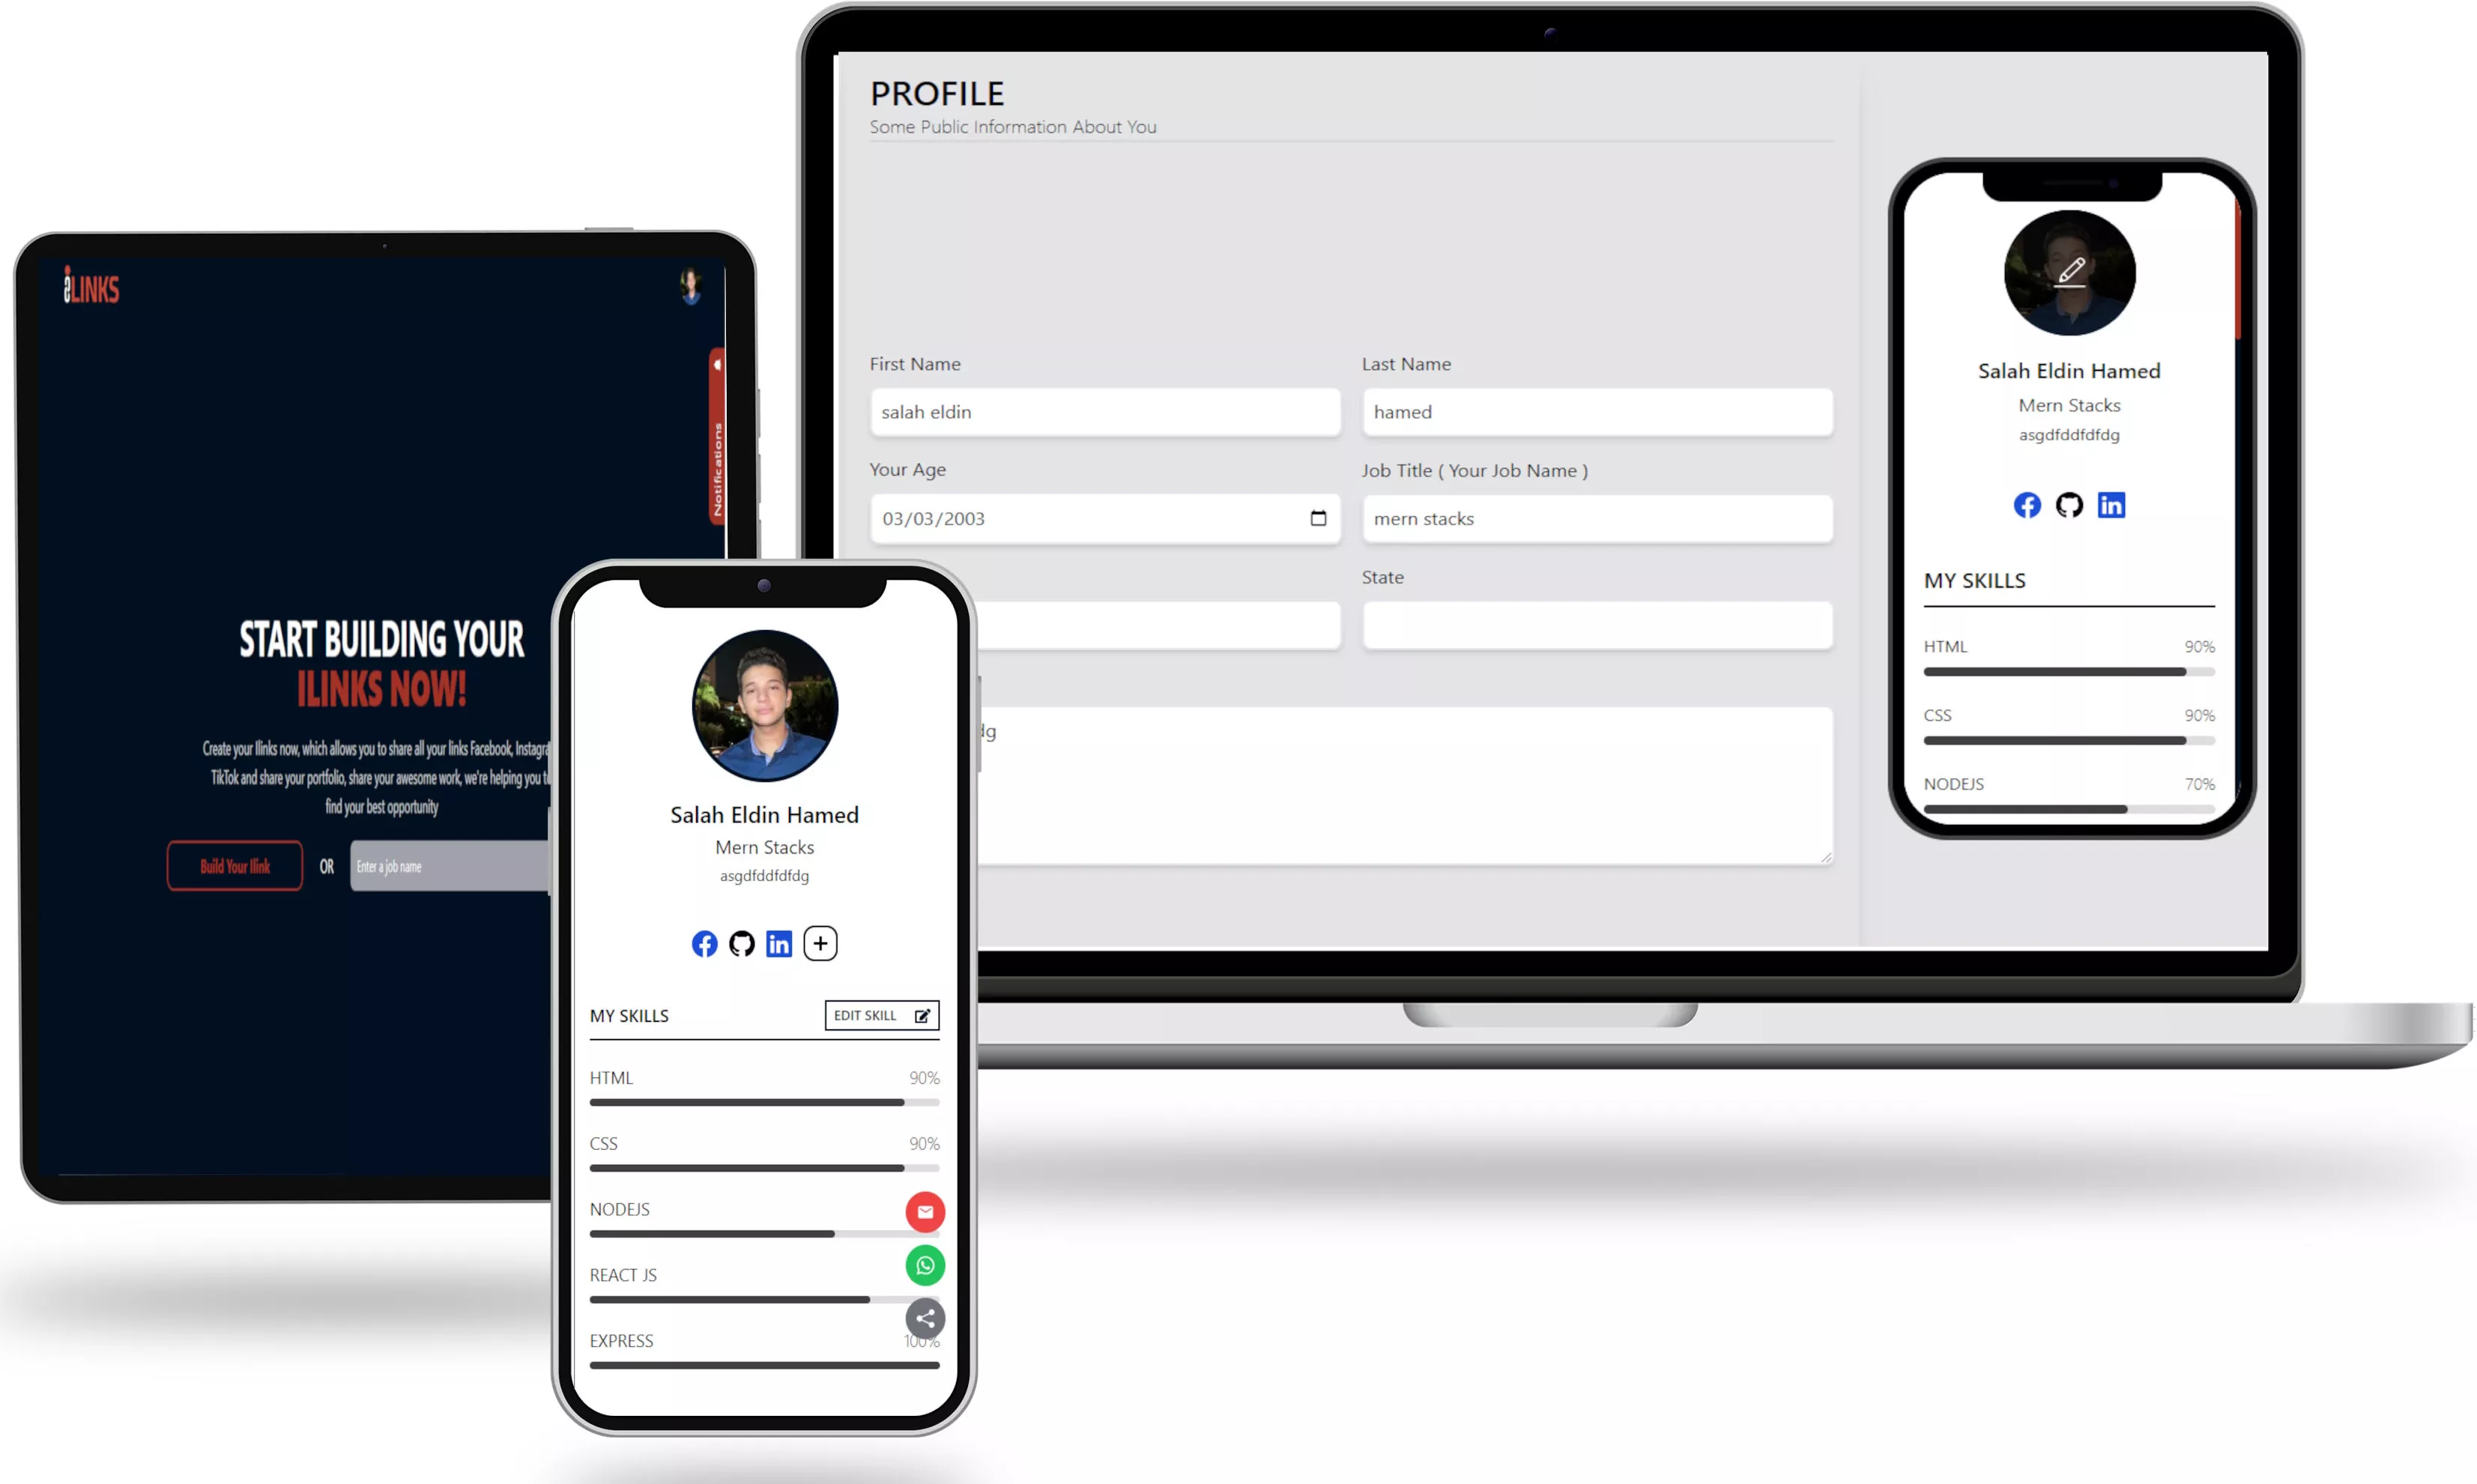 iLINKS
Notifications
START BUILDING YOUR
ILINKS NOW!
Create your Ilinks now, which allows you to share all your links Facebook,
TikTok and share your portfolio, share your awesome work, we're helping you
find your best opportunity
Build Your Ilink
OR
Enter a job name
Salah Eldin Hamed
Mern Stacks
asgdfddfdfdg
MY SKILLS
EDIT SKILL
HTML 90%
CSS 90%
NODEJS
REACT JS
EXPRESS 100%
PROFILE
Some Public Information About You
First Name
salah eldin
Last Name
hamed
Your Age
03/03/2003
Job Title ( Your Job Name )
mern stacks
State
Salah Eldin Hamed
Mern Stacks
asgdfddfdfdg
MY SKILLS
HTML 90%
CSS 90%
NODEJS 70%